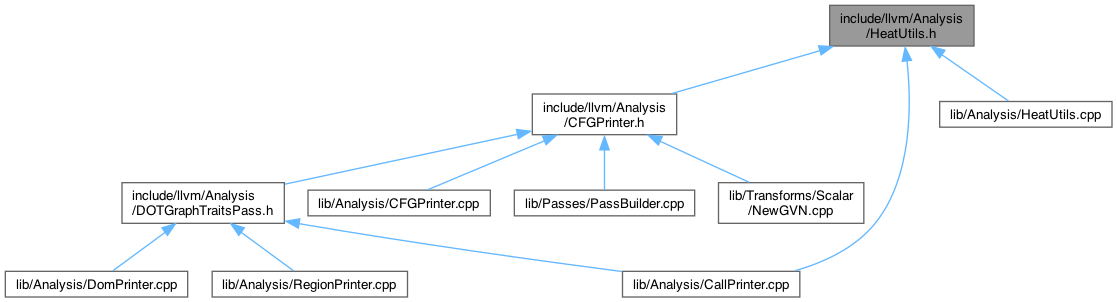 include/llvm/Analysis
/HeatUtils.h
include/llvm/Analysis
/CFGPrinter.h
lib/Analysis/HeatUtils.cpp
include/llvm/Analysis
/DOTGraphTraitsPass.h
lib/Analysis/CFGPrinter.cpp
lib/Passes/PassBuilder.cpp
lib/Transforms/Scalar
/NewGVN.cpp
lib/Analysis/DomPrinter.cpp
lib/Analysis/RegionPrinter.cpp
lib/Analysis/CallPrinter.cpp